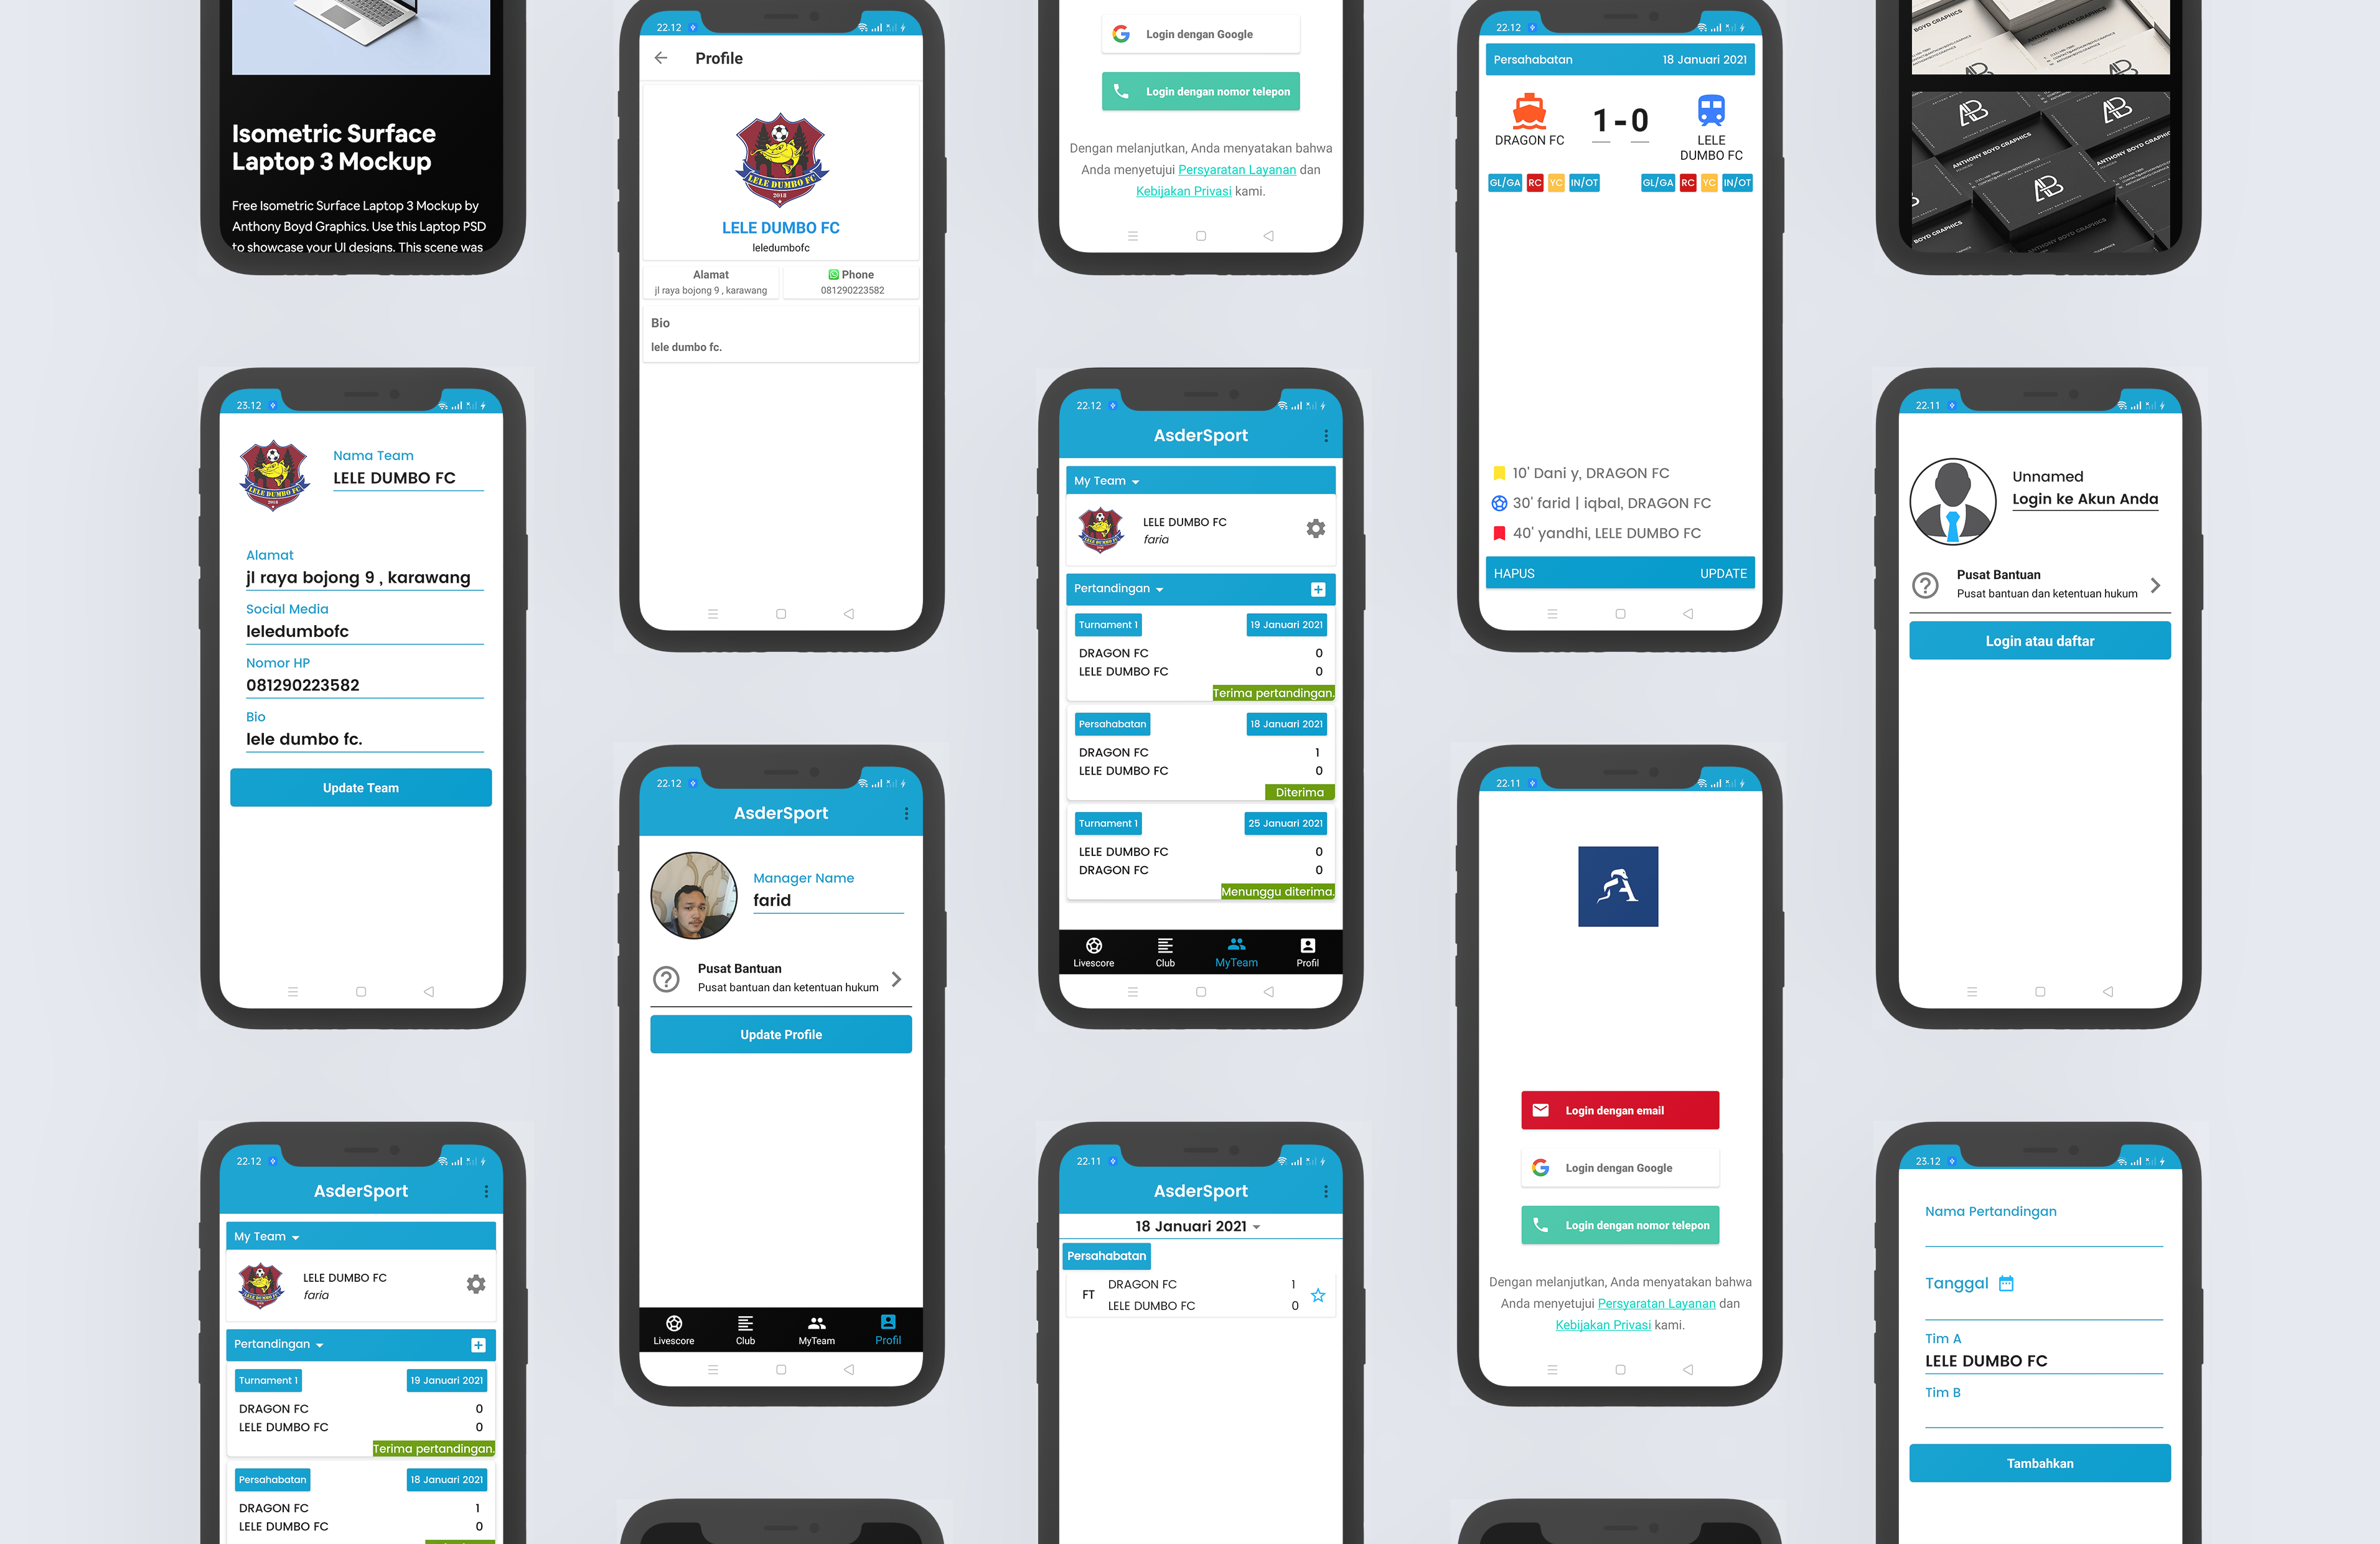 Isometric Surface
Laptop 3 Mockup
Free Isometric Surface Laptop 3 Mockup by
Anthony Boyd Graphics. Use this Laptop PSD
to showcase your UI designs. This scene was
23.12
LELE DUMBO FC
2018
Nama Team
LELE DUMBO FC
Alamat
jl raya bojong 9 , karawang
Social Media
leledumbofc
Nomor HP
081290223582
Bio
lele dumbo fc.
Update Team
22.12
AsderSport
My Team
LELE DUMBO FC
faria
Pertandingan
Turnament 1
19 Januari 2021
DRAGON FC 0
LELE DUMBO FC 0
Terima pertandingan.
Persahabatan
18 Januari 2021
DRAGON FC 1
LELE DUMBO FC 0
22.12
Profile
LELE DUMBO FC
2018
LELE DUMBO FC
leledumbofc
Alamat
jl raya bojong 9 , karawang
Phone
081290223582
Bio
lele dumbo fc.
22.12
AsderSport
Manager Name
farid
Pusat Bantuan
Pusat bantuan dan ketentuan hukum
Update Profile
Livescore
Club
MyTeam
Profil
Login dengan Google
Login dengan nomor telepon
Dengan melanjutkan, Anda menyatakan bahwa
Anda menyetujui Persyaratan Layanan dan
Kebijakan Privasi kami.
22.12
AsderSport
My Team
LELE DUMBO FC
faria
Pertandingan
Turnament 1
19 Januari 2021
DRAGON FC 0
LELE DUMBO FC 0
Terima pertandingan.
Persahabatan
18 Januari 2021
DRAGON FC 1
LELE DUMBO FC 0
Diterima
Turnament 1
25 Januari 2021
LELE DUMBO FC 0
DRAGON FC 0
Menunggu diterima.
Livescore
Club
MyTeam
Profil
22.11
AsderSport
18 Januari 2021
Persahabatan
FT
DRAGON FC 1
LELE DUMBO FC 0
22.12
Persahabatan
18 Januari 2021
DRAGON FC
1-0
LELE
DUMBO FC
GL/GA RC YC IN/OT
GL/GA RC YC IN/OT
10' Dani y, DRAGON FC
30' farid | iqbal, DRAGON FC
40' yandhi, LELE DUMBO FC
HAPUS
UPDATE
22.11
A
Login dengan email
Login dengan Google
Login dengan nomor telepon
Dengan melanjutkan, Anda menyatakan bahwa
Anda menyetujui Persyaratan Layanan dan
Kebijakan Privasi kami.
BOYD GRAPHICS
ANTHONY BOYD GRAPHICS
ANTHONY BOYD GRAPHICS
ANTHONY BOYD GRAPHICS
BOYD GRAPHICS
22.11
Unnamed
Login ke Akun Anda
Pusat Bantuan
Pusat bantuan dan ketentuan hukum
Login atau daftar
23.12
Nama Pertandingan
Tanggal
Tim A
LELE DUMBO FC
Tim B
Tambahkan